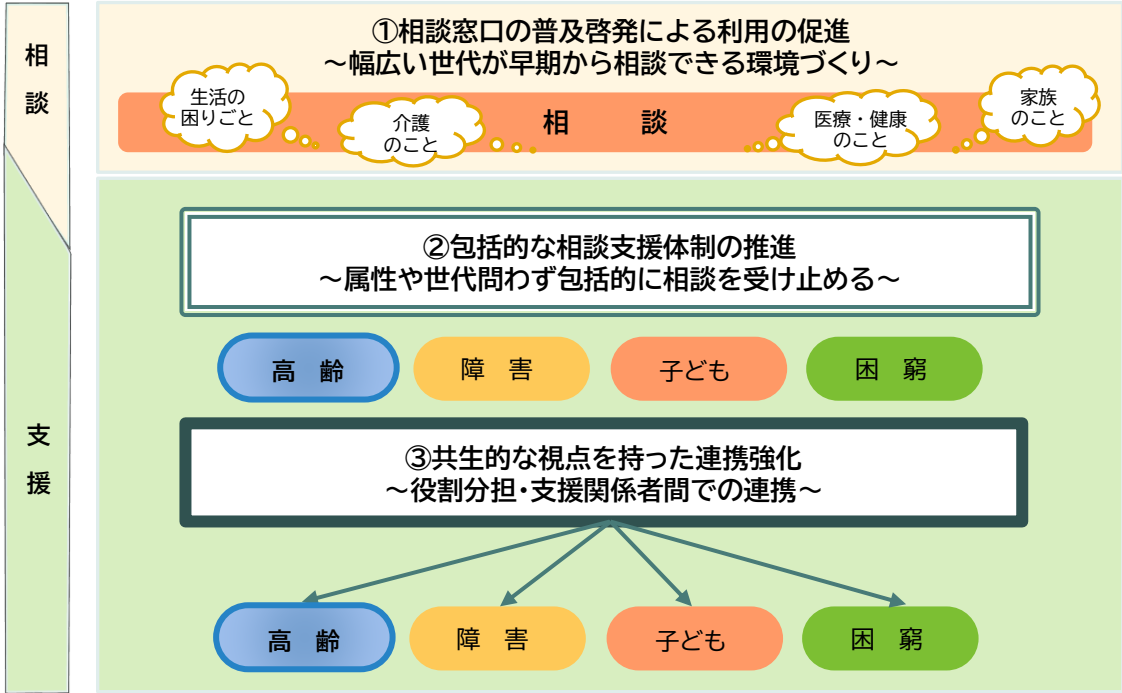 相談
①相談窓口の普及啓発による利用の促進
～幅広い世代が早期から相談できる環境づくり～
生活の
困りごと
介護
のこと
相　談
医療・健康
のこと
家族
のこと
支援
②包括的な相談支援体制の推進
～属性や世代問わず包括的に相談を受け止める～
高　齢
障　害
子ども
困　窮
③共生的な視点を持った連携強化
～役割分担・支援関係者間での連携～
高　齢
障　害
子ども
困　窮